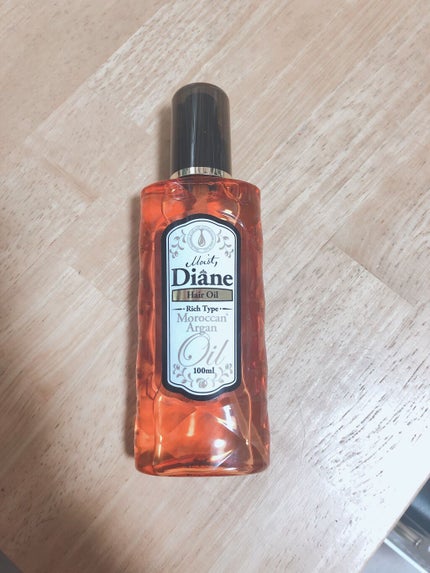 Moist,
Diane
Hair Oil
Rich Type
Moroccan
Argan
Oil
100ml